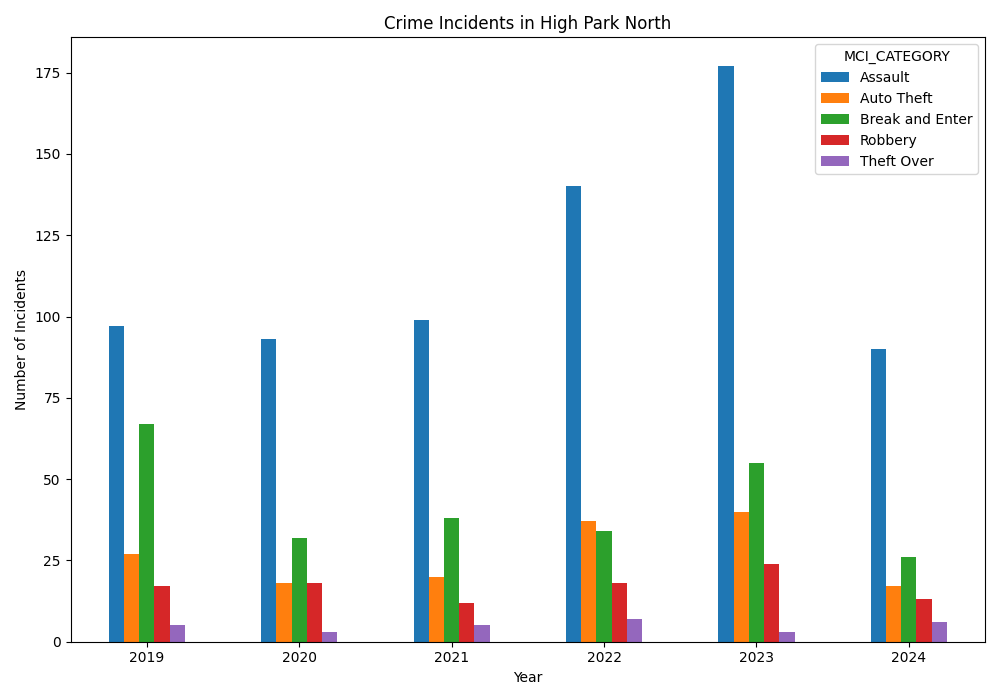 Crime Incidents in High Park North
MCI_CATEGORY
Assault
Auto Theft
Break and Enter
Robbery
Theft Over
Number of Incidents
175
150
125
100
75
50
25
0
2019 2020 2021 2022 2023 2024
Year